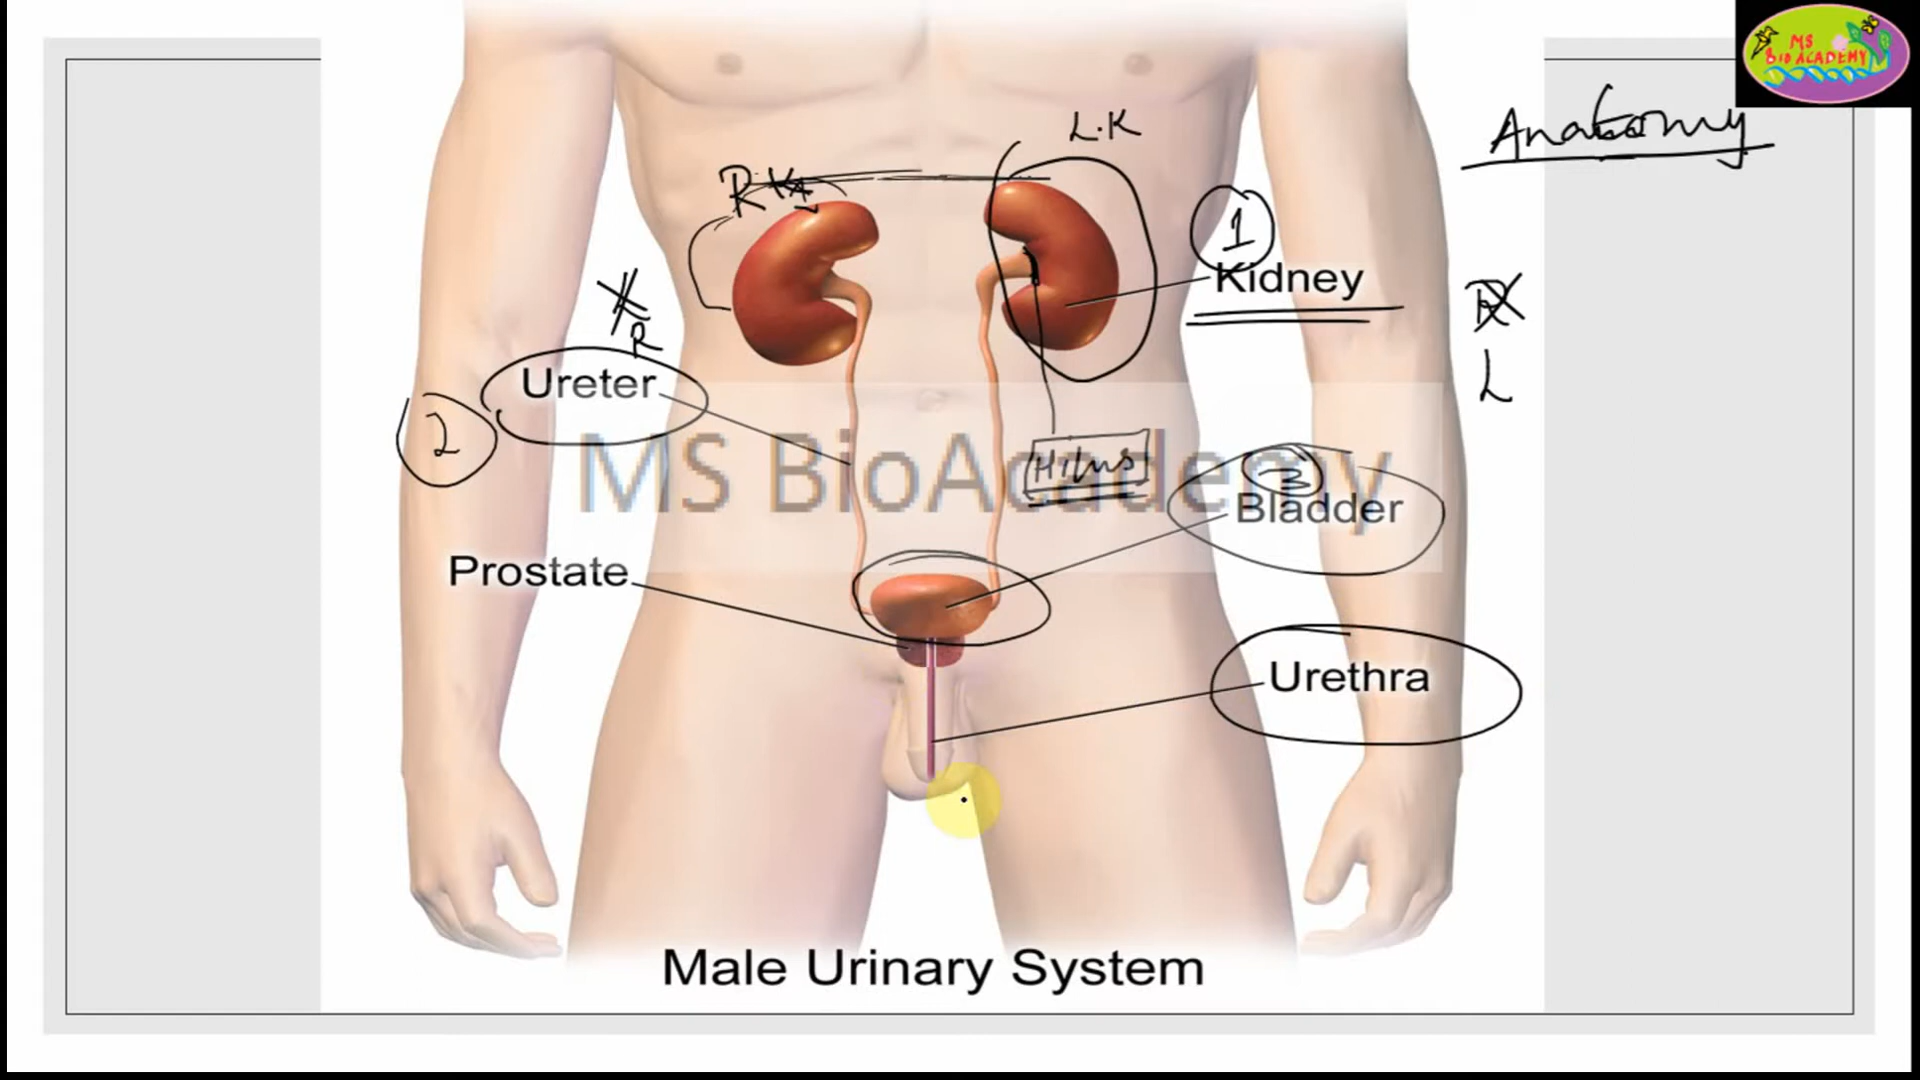 MS
BIO ACADEMY
Anatomy
L.K
R.K
1
Kidney
R
L
R
Ureter
2
MS BioAcademy
Hilus
3
Bladder
Prostate
Urethra
Male Urinary System